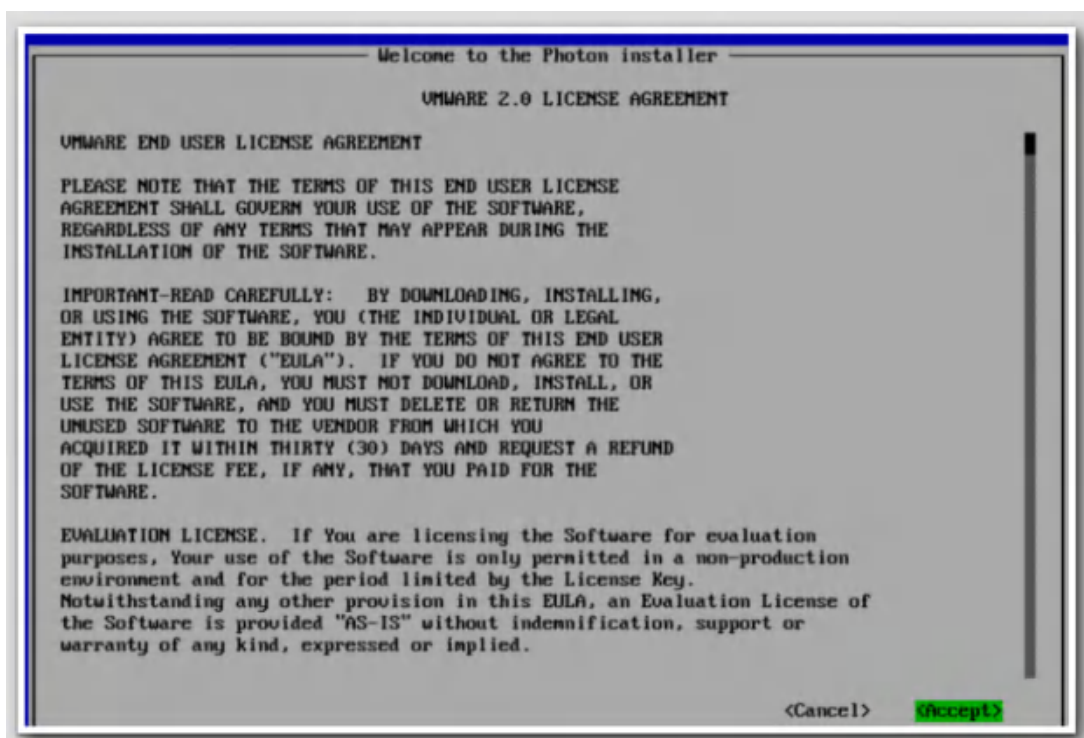 Welcome to the Photon installer
VMWARE 2.0 LICENSE AGREEMENT
VMWARE END USER LICENSE AGREEMENT
PLEASE NOTE THAT THE TERMS OF THIS END USER LICENSE
AGREEMENT SHALL GOVERN YOUR USE OF THE SOFTWARE,
REGARDLESS OF ANY TERMS THAT MAY APPEAR DURING THE
INSTALLATION OF THE SOFTWARE.
IMPORTANT-READ CAREFULLY:   BY DOWNLOADING, INSTALLING,
OR USING THE SOFTWARE, YOU (THE INDIVIDUAL OR LEGAL
ENTITY) AGREE TO BE BOUND BY THE TERMS OF THIS END USER
LICENSE AGREEMENT ("EULA").  IF YOU DO NOT AGREE TO THE
TERMS OF THIS EULA, YOU MUST NOT DOWNLOAD, INSTALL, OR
USE THE SOFTWARE, AND YOU MUST DELETE OR RETURN THE
UNUSED SOFTWARE TO THE VENDOR FROM WHICH YOU
ACQUIRED IT WITHIN THIRTY (30) DAYS AND REQUEST A REFUND
OF THE LICENSE FEE, IF ANY, THAT YOU PAID FOR THE
SOFTWARE.
EVALUATION LICENSE.  If You are licensing the Software for evaluation
purposes, Your use of the Software is only permitted in a non-production
environment and for the period limited by the License Key.
Notwithstanding any other provision in this EULA, an Evaluation License of
the Software is provided "AS-IS" without indemnification, support or
warranty of any kind, expressed or implied.
<Cancel> <Accept>